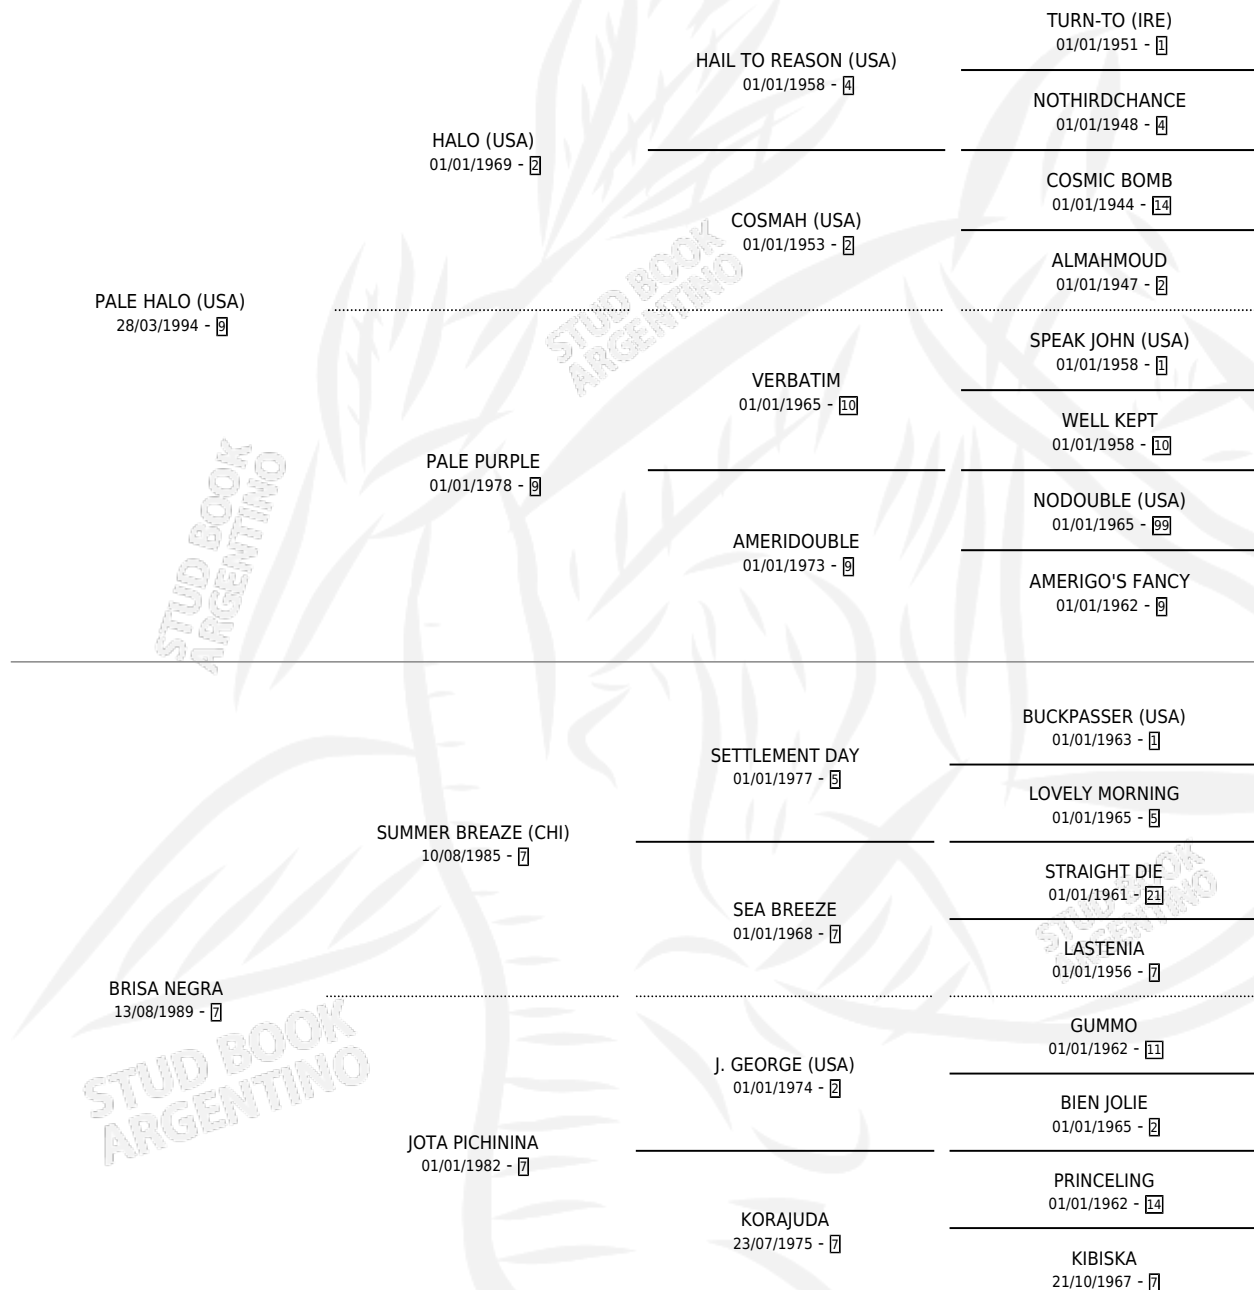 TURN-TO (IRE)
01/01/1951 - 1
HAIL TO REASON (USA)
01/01/1958 - 4
NOTHIRDCHANCE
01/01/1948 - 4
HALO (USA)
01/01/1969 - 2
COSMIC BOMB
01/01/1944 - 14
COSMAH (USA)
01/01/1953 - 2
ALMAHMOUD
01/01/1947 - 2
PALE HALO (USA)
28/03/1994 - 9
SPEAK JOHN (USA)
01/01/1958 - 1
VERBATIM
01/01/1965 - 10
WELL KEPT
01/01/1958 - 10
PALE PURPLE
01/01/1978 - 9
NODOUBLE (USA)
01/01/1965 - 99
AMERIDOUBLE
01/01/1973 - 9
AMERIGO'S FANCY
01/01/1962 - 9
STUD BOOK
ARGENTINO
STUD BOOK
ARGENTINO
BUCKPASSER (USA)
01/01/1963 - 1
SETTLEMENT DAY
01/01/1977 - 5
LOVELY MORNING
01/01/1965 - 5
SUMMER BREAZE (CHI)
10/08/1985 - 7
STRAIGHT DIE
01/01/1961 - 21
SEA BREEZE
01/01/1968 - 7
LASTENIA
01/01/1956 - 7
BRISA NEGRA
13/08/1989 - 7
GUMMO
01/01/1962 - 11
J. GEORGE (USA)
01/01/1974 - 2
BIEN JOLIE
01/01/1965 - 2
JOTA PICHININA
01/01/1982 - 7
PRINCELING
01/01/1962 - 14
KORAJUDA
23/07/1975 - 7
KIBISKA
21/10/1967 - 7
STUD BOOK
ARGENTINO
STUD BOOK
ARGENTINO